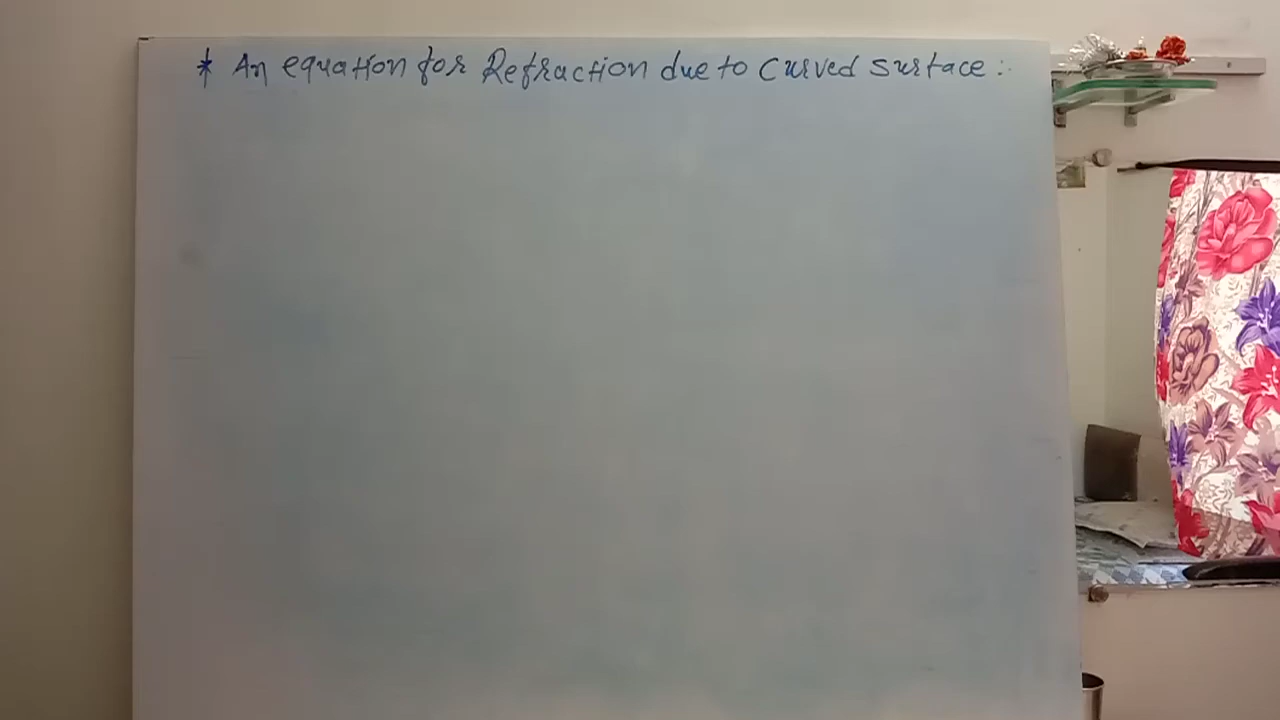 * An equation for Refraction due to Curved surface :-